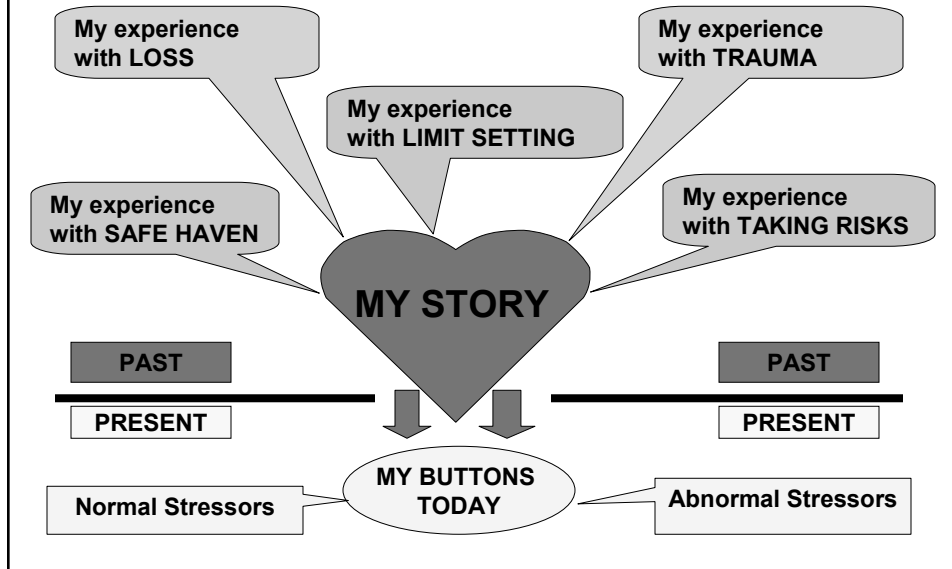 My experience
with LOSS
My experience
with TRAUMA
My experience
with LIMIT SETTING
My experience
with SAFE HAVEN
My experience
with TAKING RISKS
MY STORY
PAST
PAST
PRESENT
PRESENT
MY BUTTONS
TODAY
Normal Stressors
Abnormal Stressors